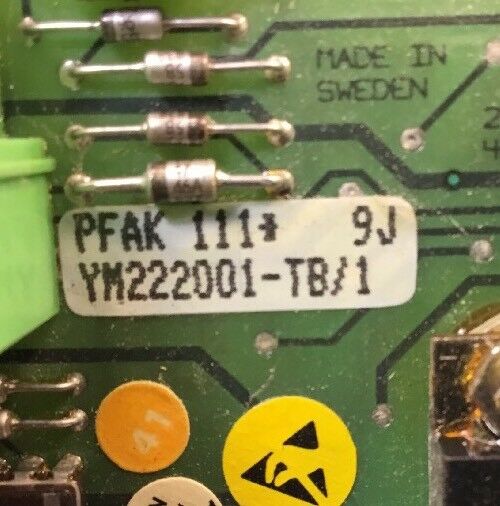 MADE IN
SWEDEN
PFAK 111* 9J
YM222001-TB/1
41